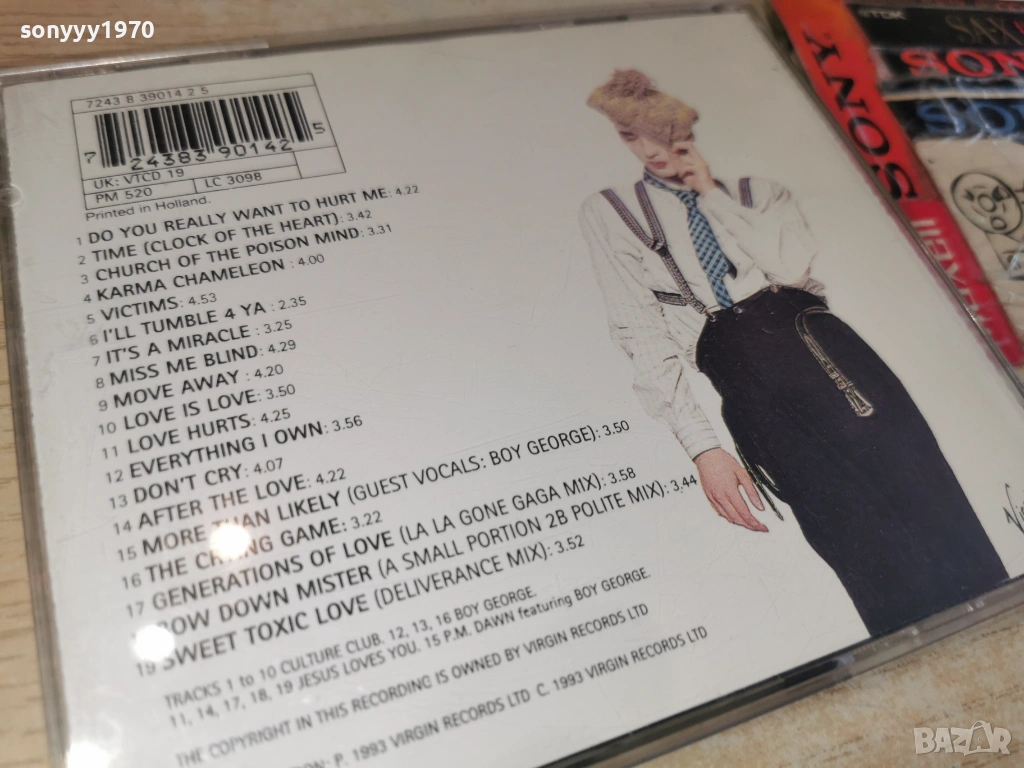 sonyyy1970
7243 8 39014 2 5
7 24383 90142 5
UK: VTCD 19
PM 520 LC 3098
Printed in Holland.
1 DO YOU REALLY WANT TO HURT ME: 4.22
2 TIME (CLOCK OF THE HEART): 3.42
3 CHURCH OF THE POISON MIND: 3.31
4 KARMA CHAMELEON : 4.00
5 VICTIMS: 4.53
6 I'LL TUMBLE 4 YA : 2.35
7 IT'S A MIRACLE : 3.25
8 MISS ME BLIND: 4.29
9 MOVE AWAY : 4.20
10 LOVE IS LOVE: 3.50
11 LOVE HURTS: 4.25
12 EVERYTHING I OWN: 3.56
13 DON'T CRY: 4.07
14 AFTER THE LOVE: 4.22
15 MORE THAN LIKELY (GUEST VOCALS: BOY GEORGE): 3.50
16 THE CRYING GAME: 3.22
17 GENERATIONS OF LOVE (LA LA GONE GAGA MIX): 3.58
BOW DOWN MISTER (A SMALL PORTION 2B POLITE MIX): 3.44
19 SWEET TOXIC LOVE (DELIVERANCE MIX): 3.52
TRACKS 1 to 10 CULTURE CLUB. 12, 13, 16 BOY GEORGE.
11, 14, 17, 18, 19 JESUS LOVES YOU. 15 P.M. DAWN featuring BOY GEORGE.
THE COPYRIGHT IN THIS RECORDING IS OWNED BY VIRGIN RECORDS LTD
P. 1993 VIRGIN RECORDS LTD C. 1993 VIRGIN RECORDS LTD
SONY
TDK
SA-X
maxell
BAZAR